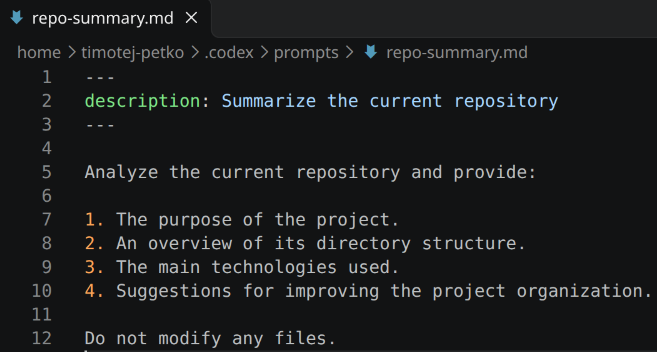 repo-summary.md
home > timotej-petko > .codex > prompts > repo-summary.md
1 ---
2 description: Summarize the current repository
3 ---
4
5 Analyze the current repository and provide:
6
7 1. The purpose of the project.
8 2. An overview of its directory structure.
9 3. The main technologies used.
10 4. Suggestions for improving the project organization.
11
12 Do not modify any files.